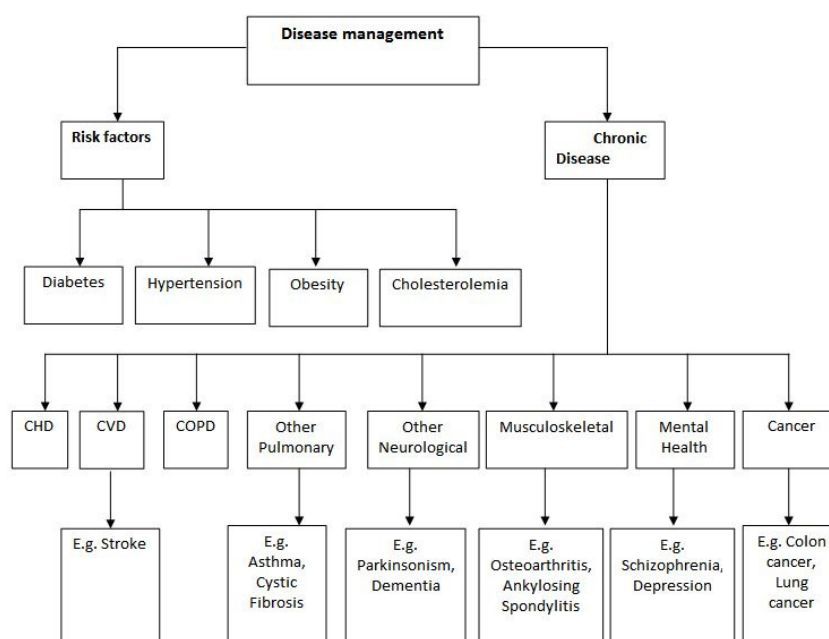 Disease management
Risk factors
Chronic
Disease
Diabetes
Hypertension
Obesity
Cholesterolemia
CHD
CVD
COPD
Other
Pulmonary
Other
Neurological
Musculoskeletal
Mental
Health
Cancer
E.g. Stroke
E.g.
Asthma,
Cystic
Fibrosis
E.g.
Parkinsonism,
Dementia
E.g.
Osteoarthritis,
Ankylosing
Spondylitis
E.g.
Schizophrenia,
Depression
E.g. Colon
cancer,
Lung
cancer